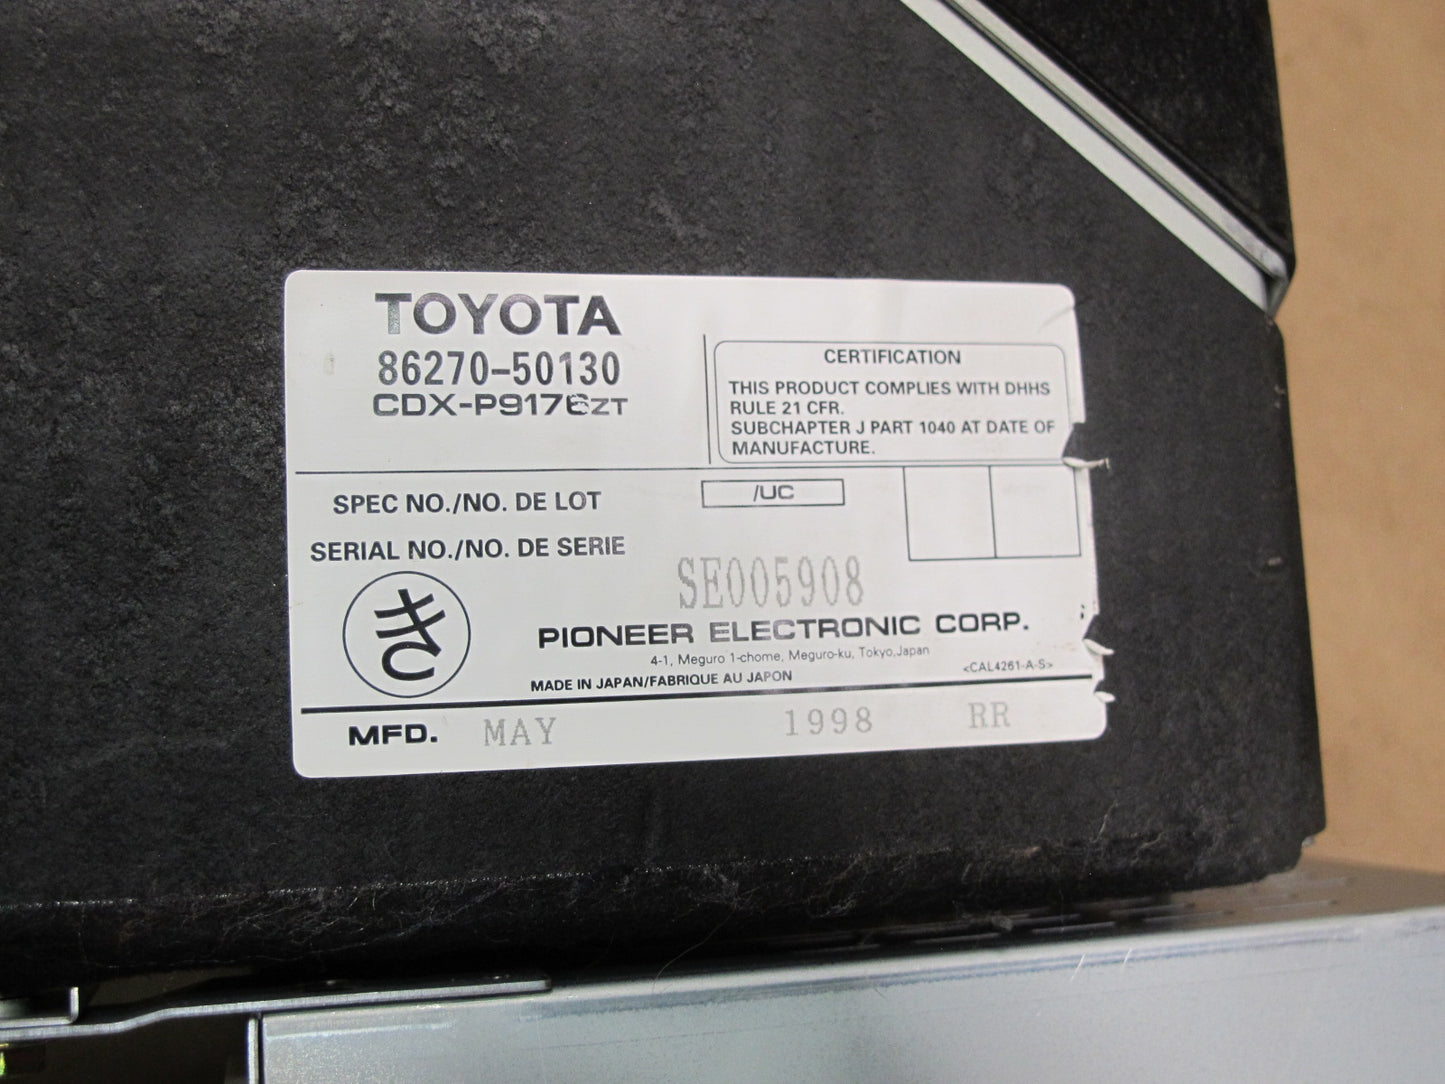 TOYOTA
86270-50130
CDX-P9176ZT
CERTIFICATION
THIS PRODUCT COMPLIES WITH DHHS
RULE 21 CFR.
SUBCHAPTER J PART 1040 AT DATE OF
MANUFACTURE.
SPEC NO./NO. DE LOT /UC
SERIAL NO./NO. DE SERIE SE005908
PIONEER ELECTRONIC CORP.
4-1, Meguro 1-chome, Meguro-ku, Tokyo,Japan
<CAL4261-A-S>
MADE IN JAPAN/FABRIQUE AU JAPON
MFD. MAY 1998 RR